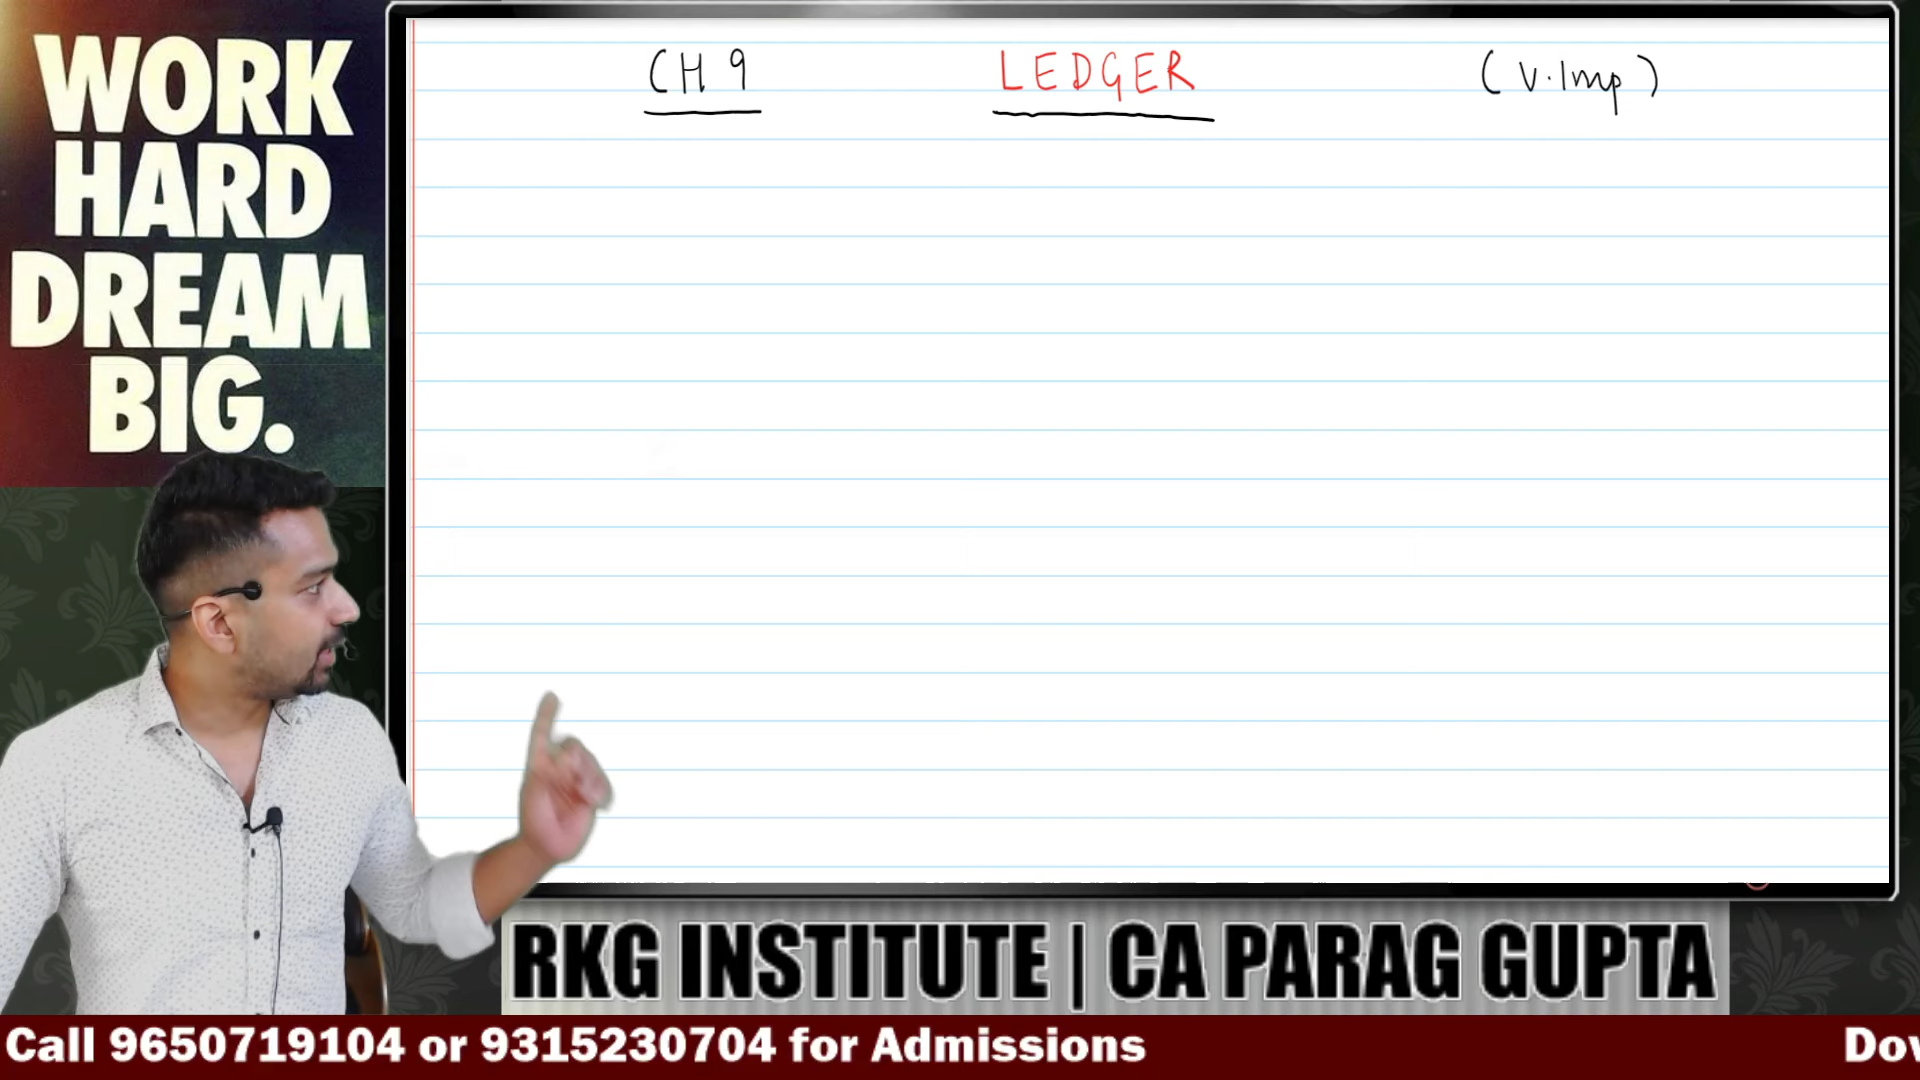 WORK
HARD
DREAM
BIG.
CH 9 LEDGER (V.Imp)
RKG INSTITUTE | CA PARAG GUPTA
Call 9650719104 or 9315230704 for Admissions